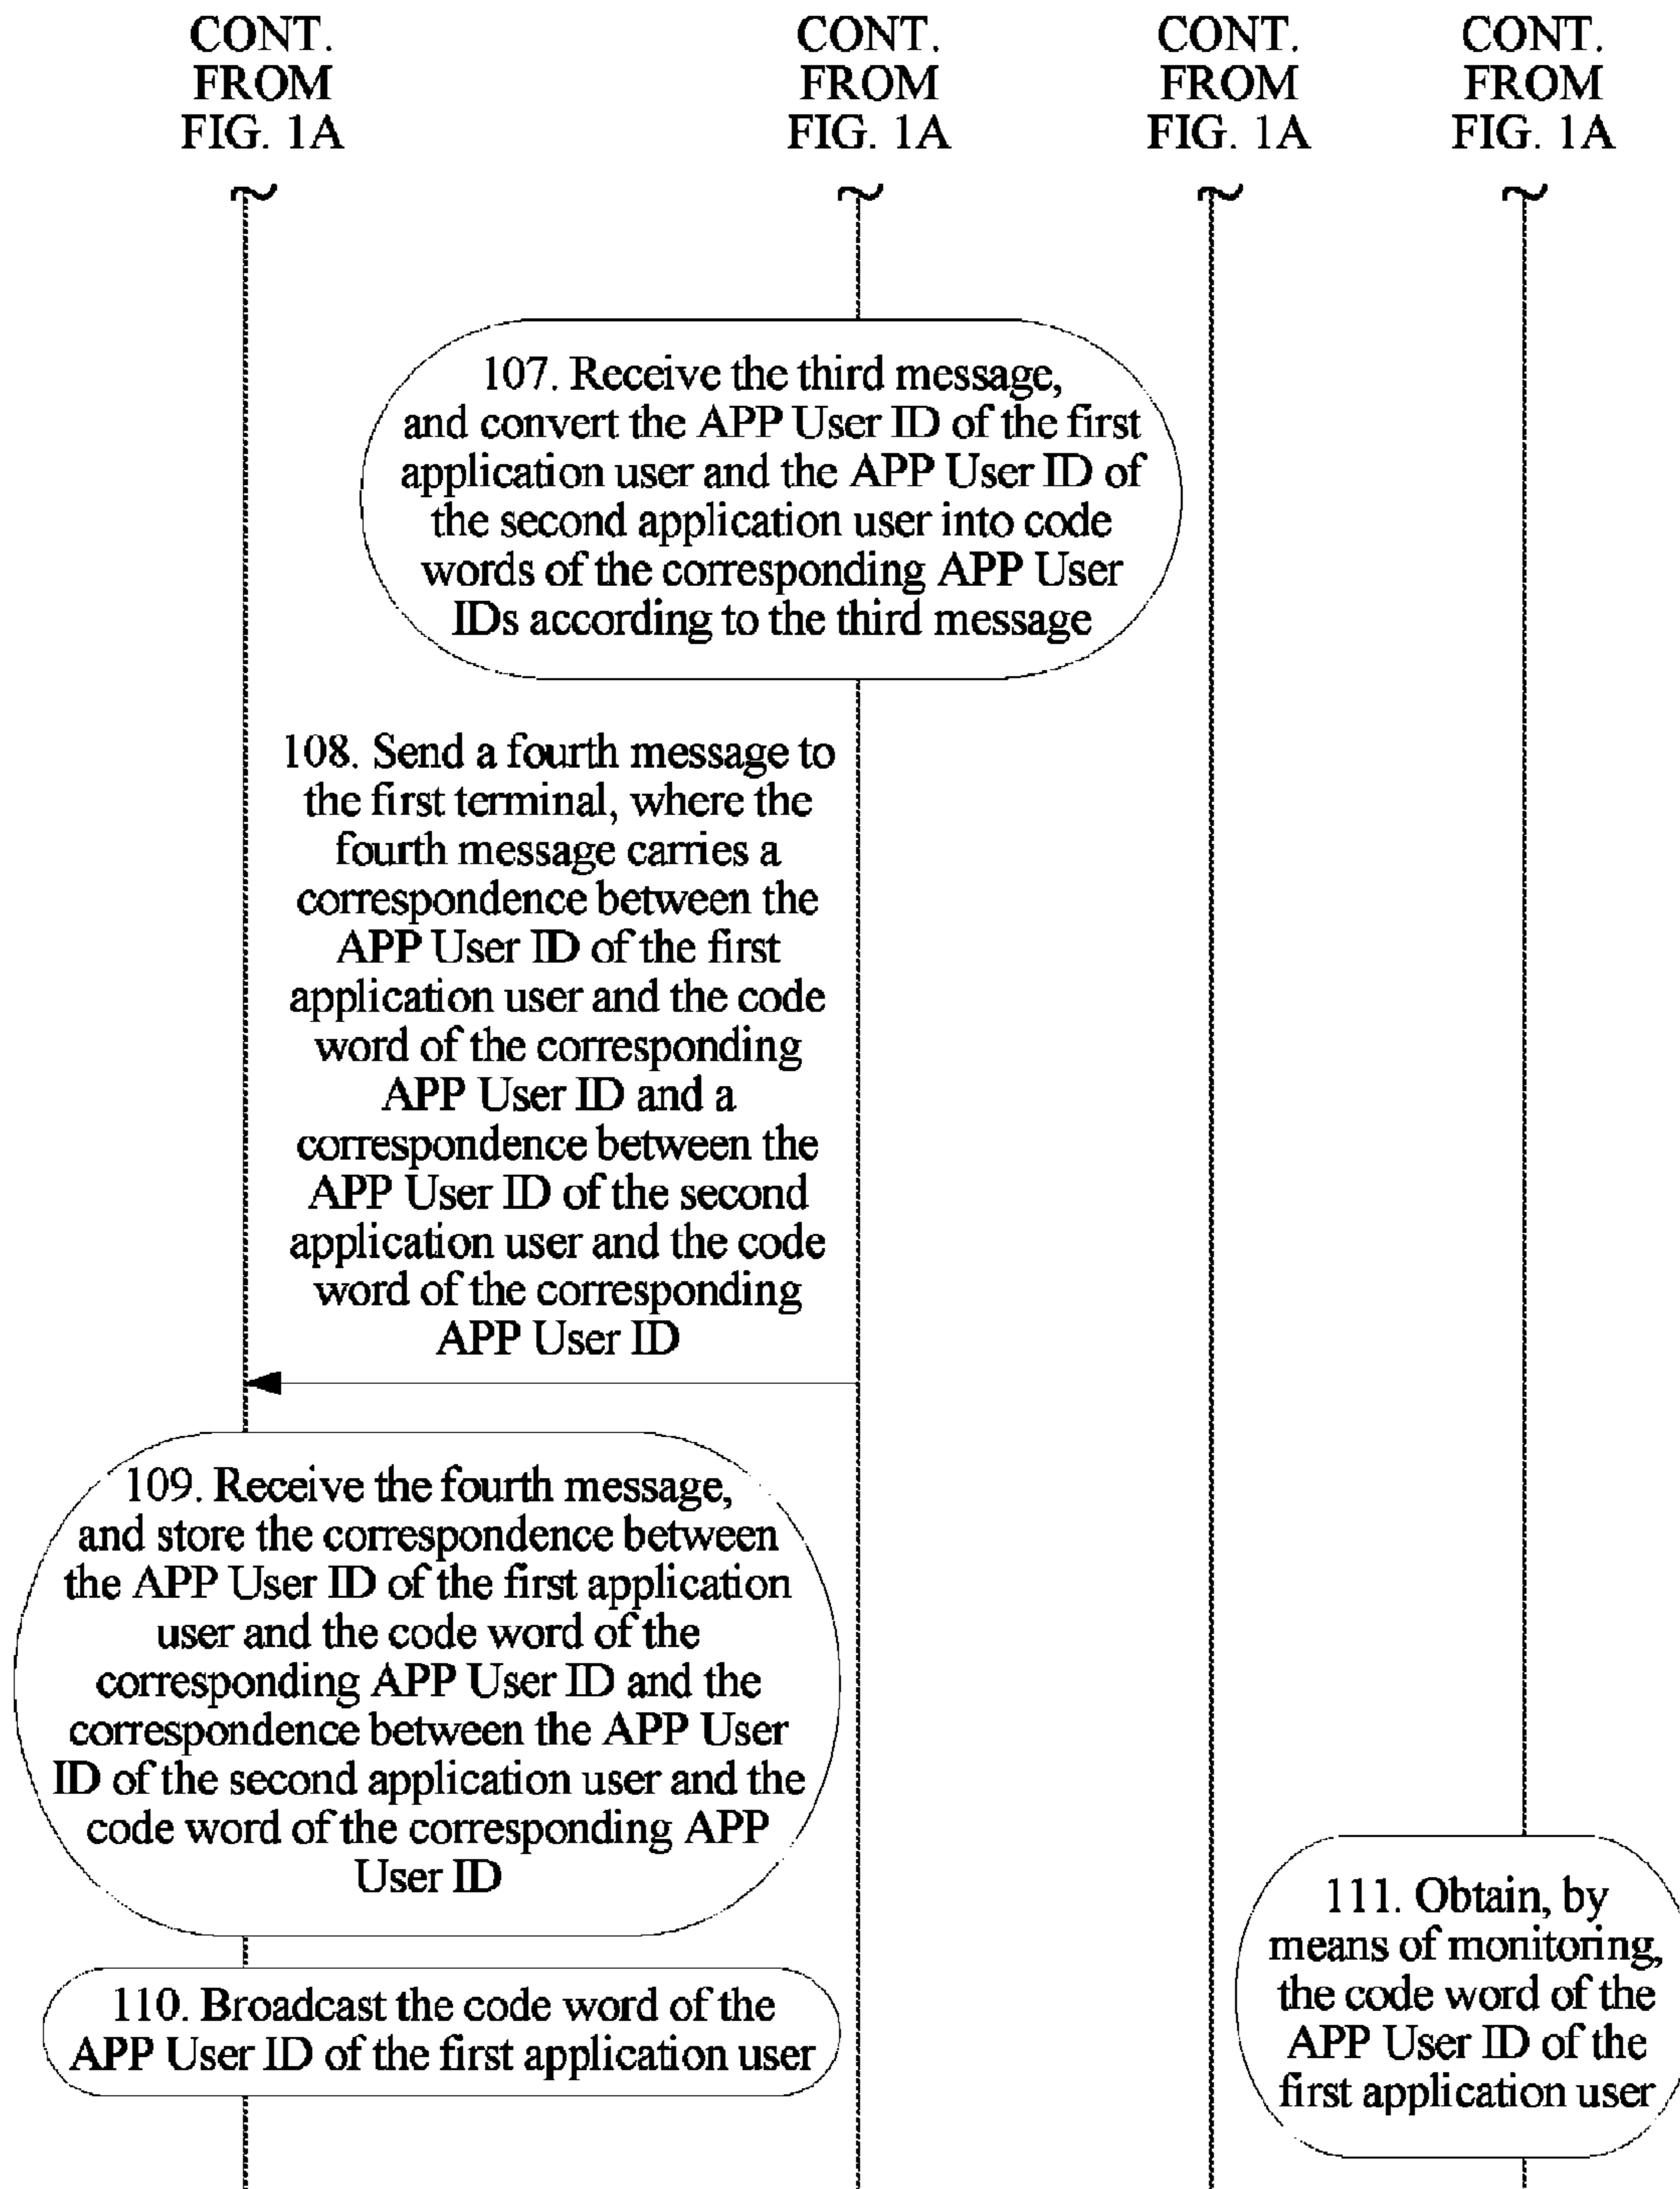 CONT.
FROM
FIG. 1A
CONT.
FROM
FIG. 1A
CONT.
FROM
FIG. 1A
CONT.
FROM
FIG. 1A
107. Receive the third message,
and convert the APP User ID of the first
application user and the APP User ID of
the second application user into code
words of the corresponding APP User
IDs according to the third message
108. Send a fourth message to
the first terminal, where the
fourth message carries a
correspondence between the
APP User ID of the first
application user and the code
word of the corresponding
APP User ID and a
correspondence between the
APP User ID of the second
application user and the code
word of the corresponding
APP User ID
109. Receive the fourth message,
and store the correspondence between
the APP User ID of the first application
user and the code word of the
corresponding APP User ID and the
correspondence between the APP User
ID of the second application user and the
code word of the corresponding APP
User ID
110. Broadcast the code word of the
APP User ID of the first application user
111. Obtain, by
means of monitoring,
the code word of the
APP User ID of the
first application user